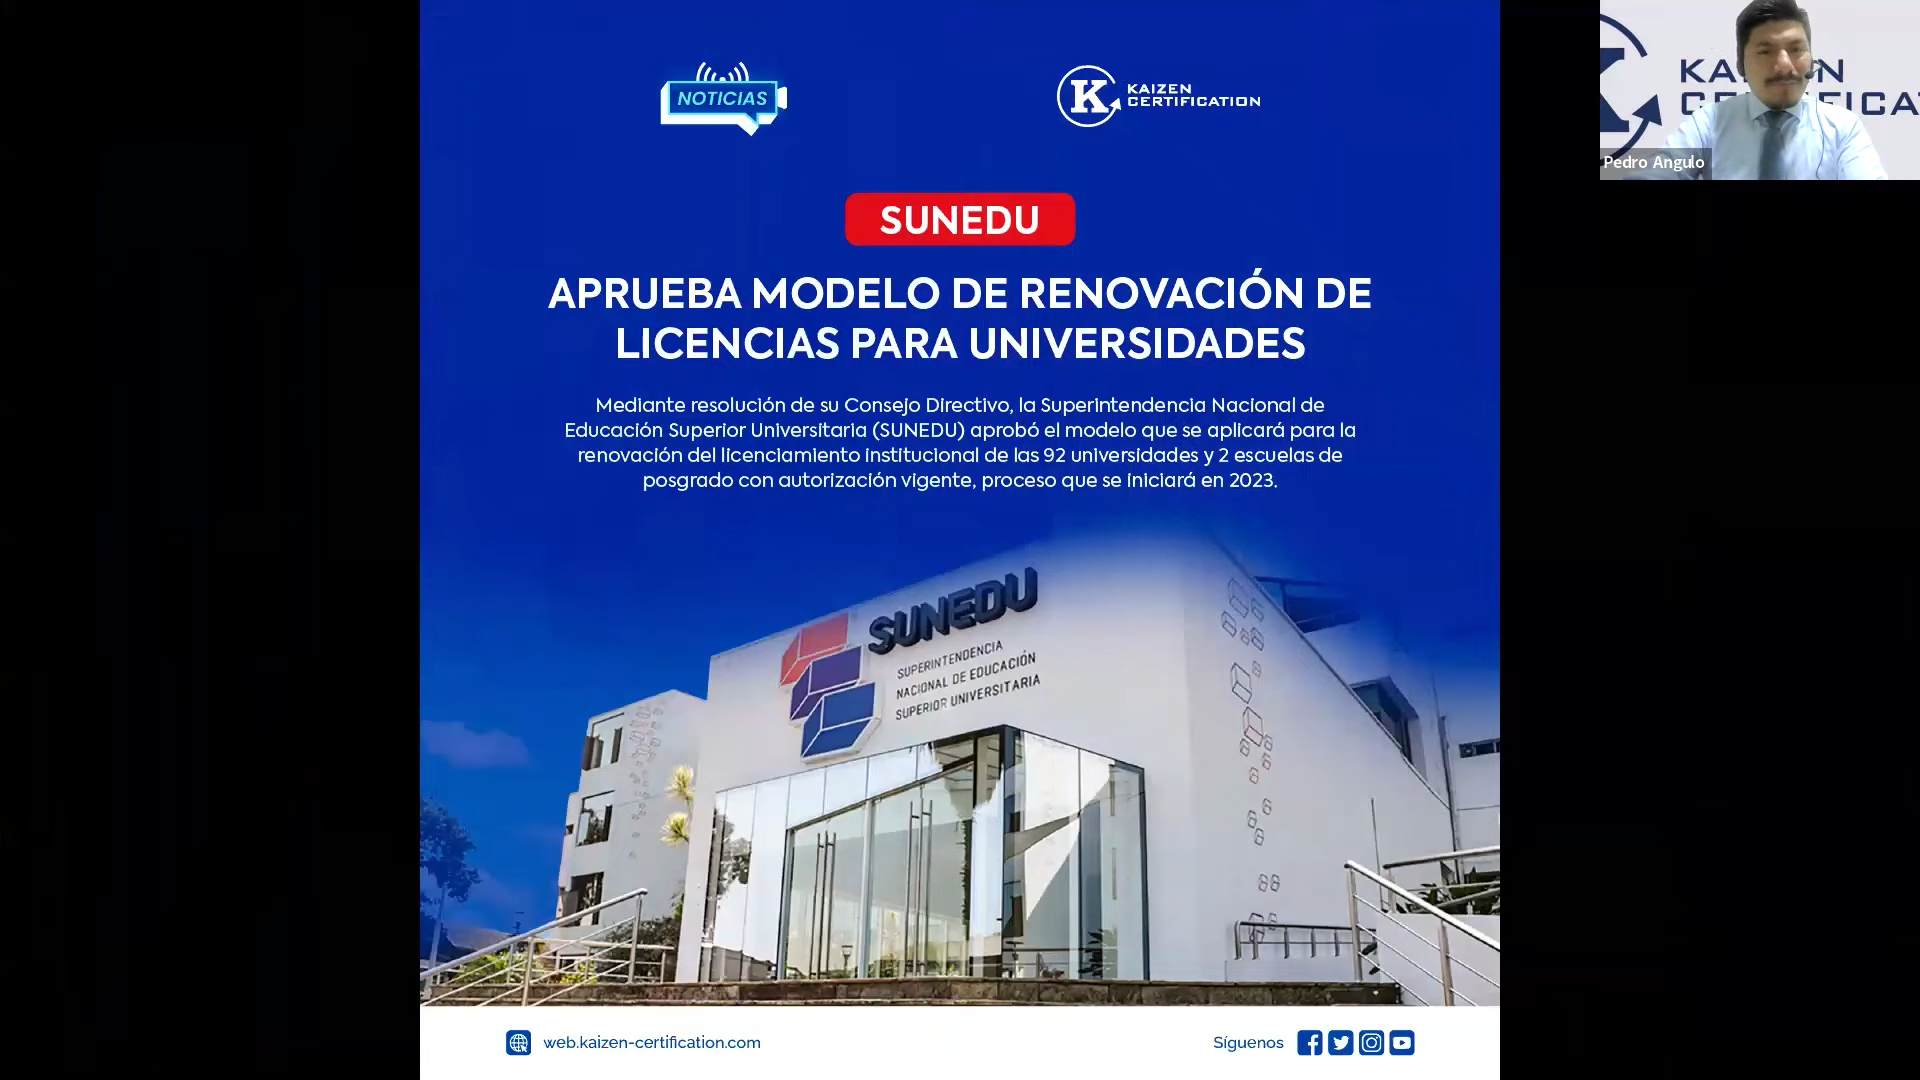 NOTICIAS
KAIZEN
CERTIFICATION
SUNEDU
APRUEBA MODELO DE RENOVACIÓN DE
LICENCIAS PARA UNIVERSIDADES
Mediante resolución de su Consejo Directivo, la Superintendencia Nacional de
Educación Superior Universitaria (SUNEDU) aprobó el modelo que se aplicará para la
renovación del licenciamiento institucional de las 92 universidades y 2 escuelas de
posgrado con autorización vigente, proceso que se iniciará en 2023.
SUNEDU
SUPERINTENDENCIA
NACIONAL DE EDUCACIÓN
SUPERIOR UNIVERSITARIA
web.kaizen-certification.com
Síguenos
Pedro Angulo